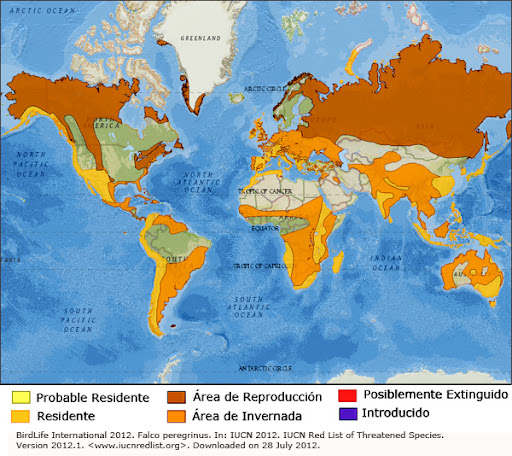 ARCTIC OCEAN
GREENLAND
ARCTIC CIRCLE
NORTH
AMERICA
EUROPE
ASIA
NORTH
PACIFIC
OCEAN
NORTH
ATLANTIC
OCEAN
TROPIC OF CANCER
AFRICA
EQUATOR
SOUTH
INDIAN
OCEAN
TROPIC OF CAPRIC
SOUTH
PACIFIC
OCEAN
SOUTH
ATLANTIC
OCEAN
ANTARCTIC CIRCLE
Probable Residente
Área de Reproducción
Posiblemente Extinguido
Residente
Área de Invernada
Introducido
BirdLife International 2012. Falco peregrinus. In: IUCN 2012. IUCN Red List of Threatened Species.
Version 2012.1. <www.iucnredlist.org>. Downloaded on 28 July 2012.